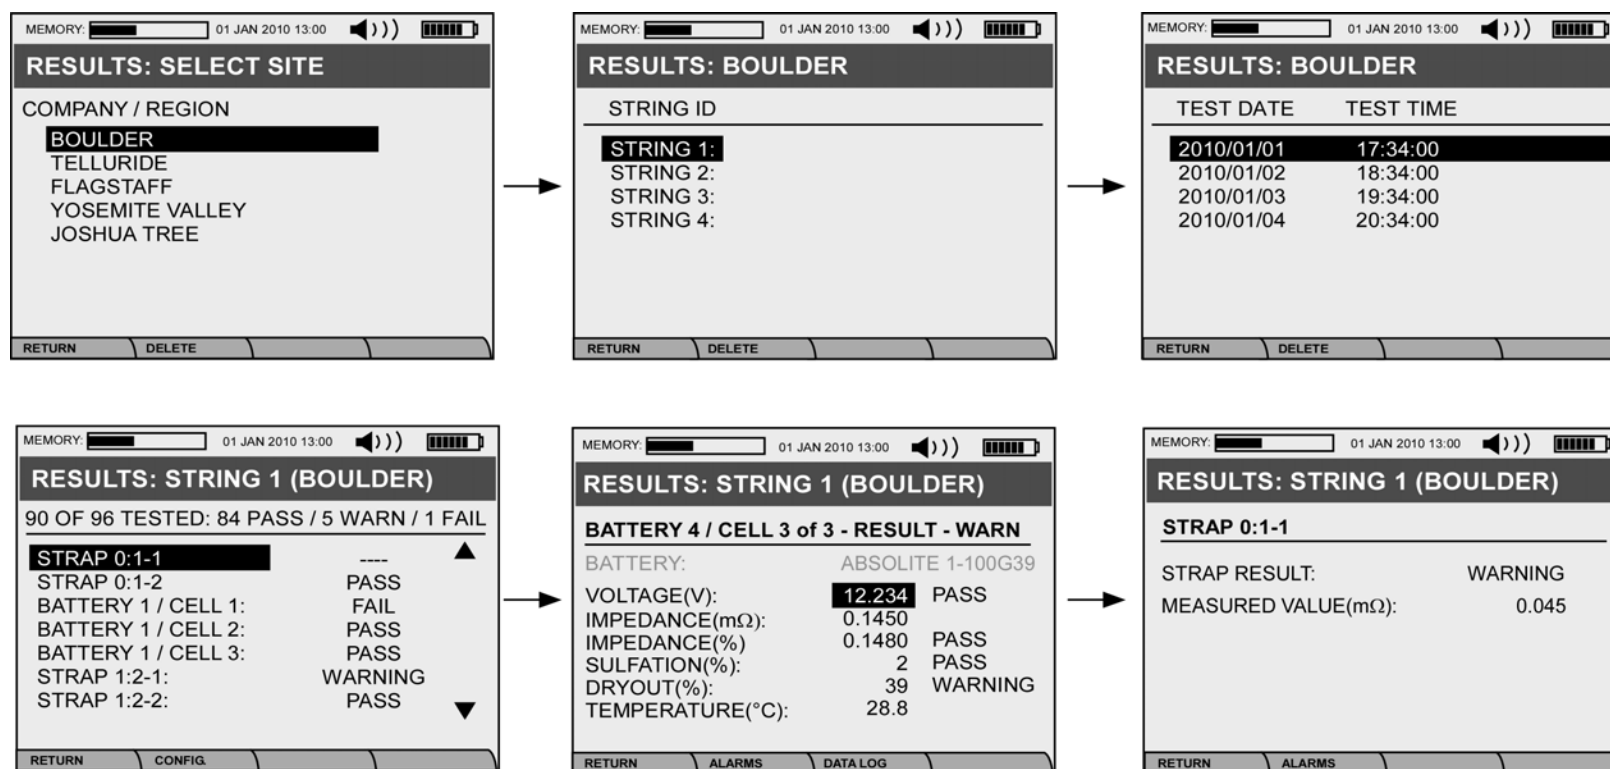 MEMORY: 01 JAN 2010 13:00
RESULTS: SELECT SITE
COMPANY / REGION
BOULDER
TELLURIDE
FLAGSTAFF
YOSEMITE VALLEY
JOSHUA TREE
RETURN DELETE
MEMORY: 01 JAN 2010 13:00
RESULTS: BOULDER
STRING ID
STRING 1:
STRING 2:
STRING 3:
STRING 4:
RETURN DELETE
MEMORY: 01 JAN 2010 13:00
RESULTS: BOULDER
TEST DATE TEST TIME
2010/01/01 17:34:00
2010/01/02 18:34:00
2010/01/03 19:34:00
2010/01/04 20:34:00
RETURN DELETE
MEMORY: 01 JAN 2010 13:00
RESULTS: STRING 1 (BOULDER)
90 OF 96 TESTED: 84 PASS / 5 WARN / 1 FAIL
STRAP 0:1-1 ----
STRAP 0:1-2 PASS
BATTERY 1 / CELL 1: FAIL
BATTERY 1 / CELL 2: PASS
BATTERY 1 / CELL 3: PASS
STRAP 1:2-1: WARNING
STRAP 1:2-2: PASS
RETURN CONFIG.
MEMORY: 01 JAN 2010 13:00
RESULTS: STRING 1 (BOULDER)
BATTERY 4 / CELL 3 of 3 - RESULT - WARN
BATTERY: ABSOLITE 1-100G39
VOLTAGE(V): 12.234 PASS
IMPEDANCE(mΩ): 0.1450
IMPEDANCE(%) 0.1480 PASS
SULFATION(%): 2 PASS
DRYOUT(%): 39 WARNING
TEMPERATURE(°C): 28.8
RETURN ALARMS DATA LOG
MEMORY: 01 JAN 2010 13:00
RESULTS: STRING 1 (BOULDER)
STRAP 0:1-1
STRAP RESULT: WARNING
MEASURED VALUE(mΩ): 0.045
RETURN ALARMS